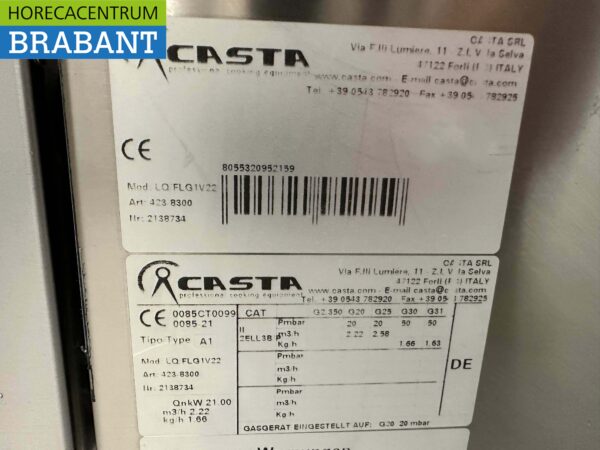 HORECACENTRUM
BRABANT
CASTA
professional cooking equipment
CASTA SRL
Via F.lli Lumiere, 11 - Z.I. Villa Selva
47122 Forlì (FC) ITALY
www.casta.com - E-mail casta@casta.com
Tel. +39 0543 782920 - Fax +39 0543 782925
CE
8055320952159
Mod. LQ.FLG1V22
Art: 423-8300
Nr: 2138734
CASTA
professional cooking equipment
CASTA SRL
Via F.lli Lumiere, 11 - Z.I. Villa Selva
47122 Forlì (FC) ITALY
www.casta.com - E-mail casta@casta.com
Tel. +39 0543 782920 - Fax +39 0543 782925
CE 0085CT0099
0085-21
Tipo Type A1
Mod. LQ.FLG1V22
Art: 423-8300
Nr: 2138734
QnkW 21.00
m3/h 2.22
kg/h 1.66
CAT G2.350 G20 G25 G30 G31
II Pmbar 20 20 50 50
2ELL3B P m3/h 2.22 2.58
Kg/h 1.66 1.63
Pmbar
m3/h
Kg/h
Pmbar
m3/h
Kg/h
DE
GASGERÄT EINGESTELLT AUF: G20 20 mbar